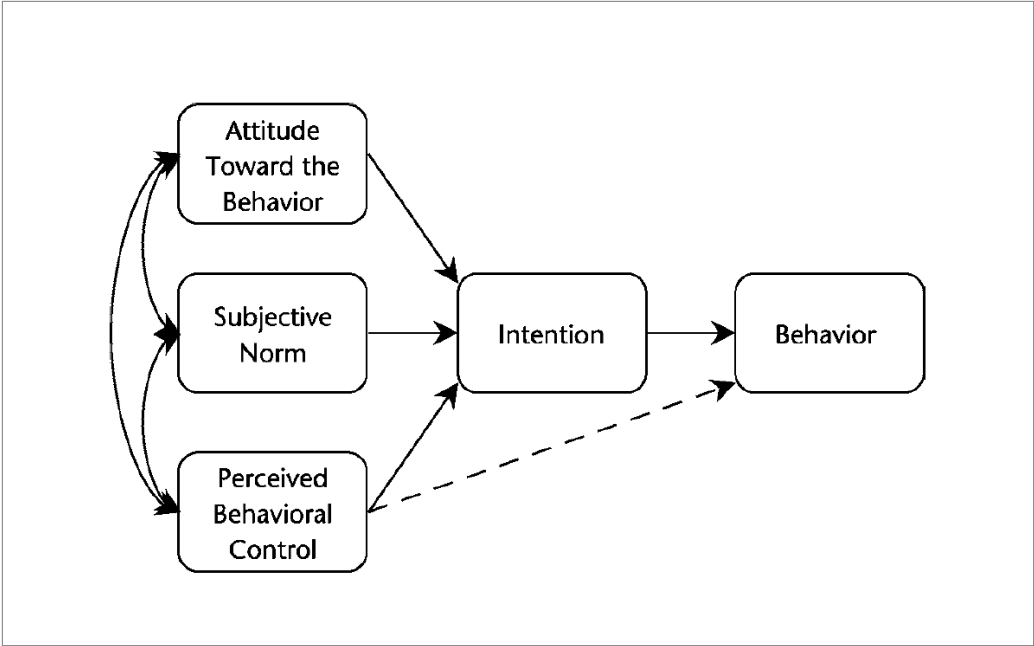 Attitude
Toward the
Behavior
Subjective
Norm
Perceived
Behavioral
Control
Intention
Behavior